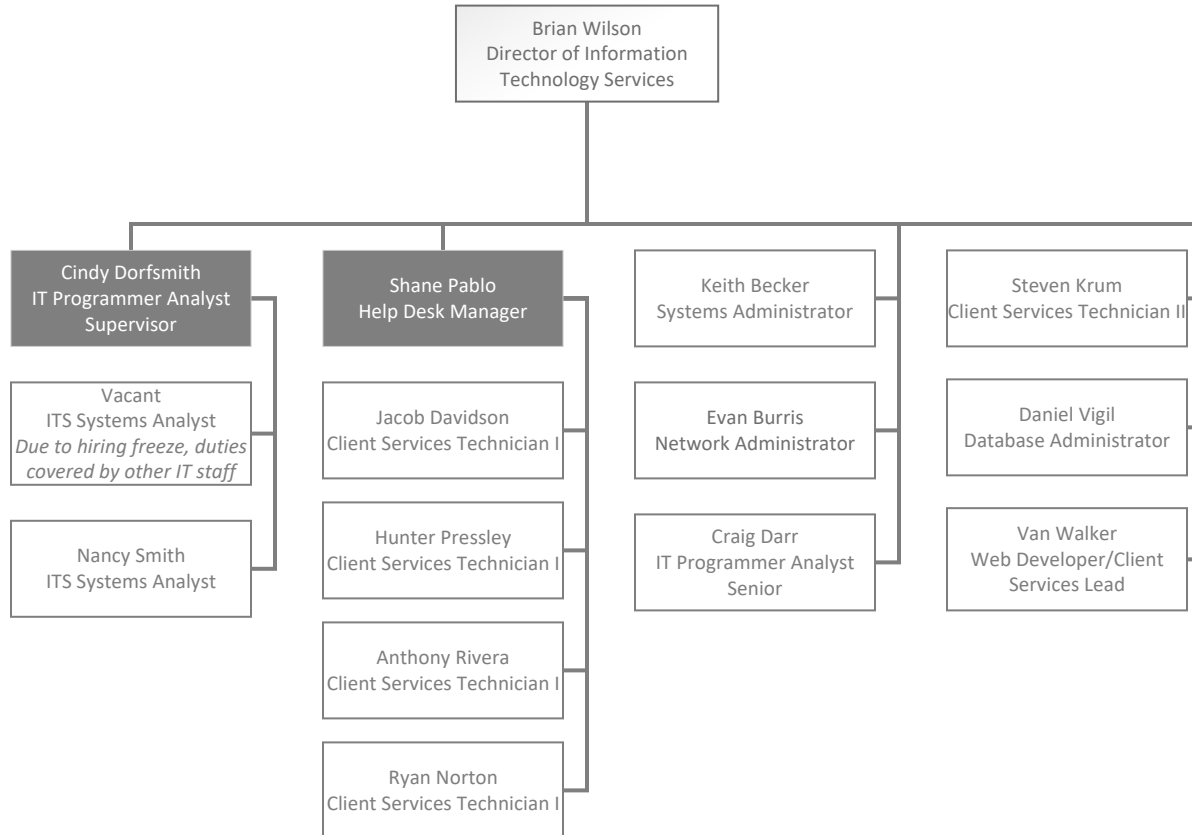 Brian Wilson
Director of Information
Technology Services
Cindy Dorfsmith
IT Programmer Analyst
Supervisor
Vacant
ITS Systems Analyst
Due to hiring freeze, duties
covered by other IT staff
Nancy Smith
ITS Systems Analyst
Shane Pablo
Help Desk Manager
Jacob Davidson
Client Services Technician I
Hunter Pressley
Client Services Technician I
Anthony Rivera
Client Services Technician I
Ryan Norton
Client Services Technician I
Keith Becker
Systems Administrator
Evan Burris
Network Administrator
Craig Darr
IT Programmer Analyst
Senior
Steven Krum
Client Services Technician II
Daniel Vigil
Database Administrator
Van Walker
Web Developer/Client
Services Lead